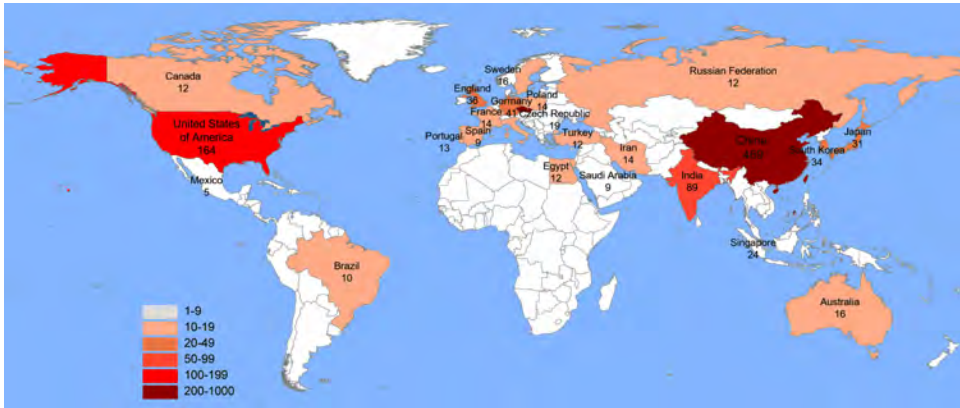 Canada
12
United States
of America
164
Mexico
5
Brazil
10
Sweden
16
England
Germany
41
Poland
14
France
14
Czech Republic
19
Portugal
13
Spain
9
Turkey
12
Egypt
12
Saudi Arabia
9
Iran
14
Russian Federation
12
India
89
China
Japan
31
South Korea
34
Singapore
24
Australia
16
1-9
10-19
20-49
50-99
100-199
200-1000